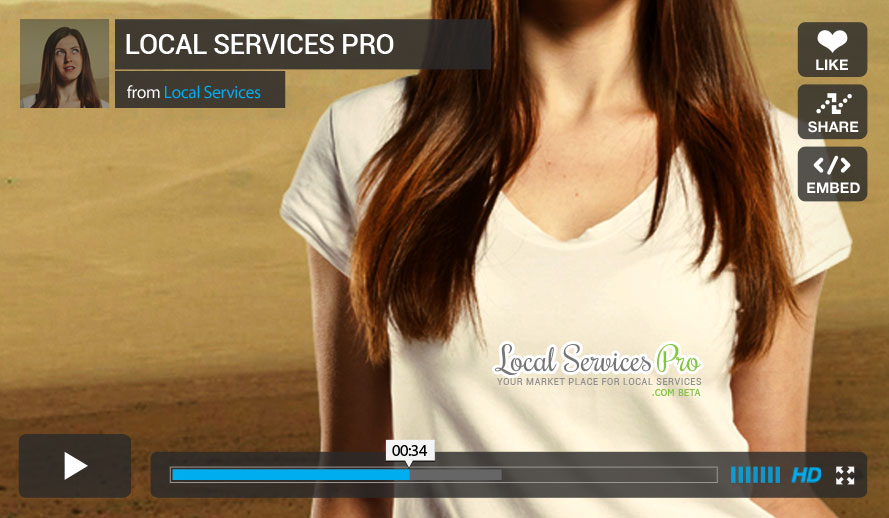 LOCAL SERVICES PRO
from Local Services
LIKE
SHARE
EMBED
Local Services Pro
YOUR MARKET PLACE FOR LOCAL SERVICES
.COM BETA
00:34
HD